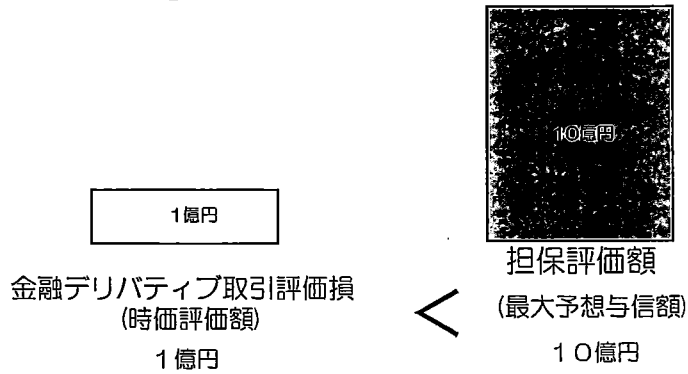 10億円
1億円
担保評価額
金融デリバティブ取引評価損
(時価評価額)
<
(最大予想与信額)
1億円
10億円